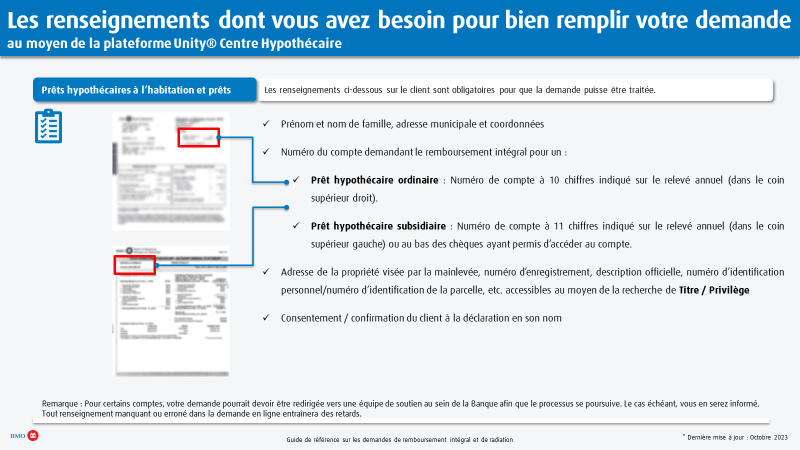 Les renseignements dont vous avez besoin pour bien remplir votre demande
au moyen de la plateforme Unity® Centre Hypothécaire
Prêts hypothécaires à l'habitation et prêts
Les renseignements ci-dessous sur le client sont obligatoires pour que la demande puisse être traitée.
✓ Prénom et nom de famille, adresse municipale et coordonnées
✓ Numéro du compte demandant le remboursement intégral pour un :
✓ Prêt hypothécaire ordinaire : Numéro de compte à 10 chiffres indiqué sur le relevé annuel (dans le coin
supérieur droit).
✓ Prêt hypothécaire subsidiaire : Numéro de compte à 11 chiffres indiqué sur le relevé annuel (dans le coin
supérieur gauche) ou au bas des chèques ayant permis d'accéder au compte.
✓ Adresse de la propriété visée par la mainlevée, numéro d'enregistrement, description officielle, numéro d'identification
personnel/numéro d'identification de la parcelle, etc. accessibles au moyen de la recherche de Titre / Privilège
✓ Consentement / confirmation du client à la déclaration en son nom
Remarque : Pour certains comptes, votre demande pourrait devoir être redirigée vers une équipe de soutien au sein de la Banque afin que le processus se poursuive. Le cas échéant, vous en serez informé.
Tout renseignement manquant ou erroné dans la demande en ligne entraînera des retards.
BMO
Guide de référence sur les demandes de remboursement intégral et de radiation
* Dernière mise à jour : Octobre 2023